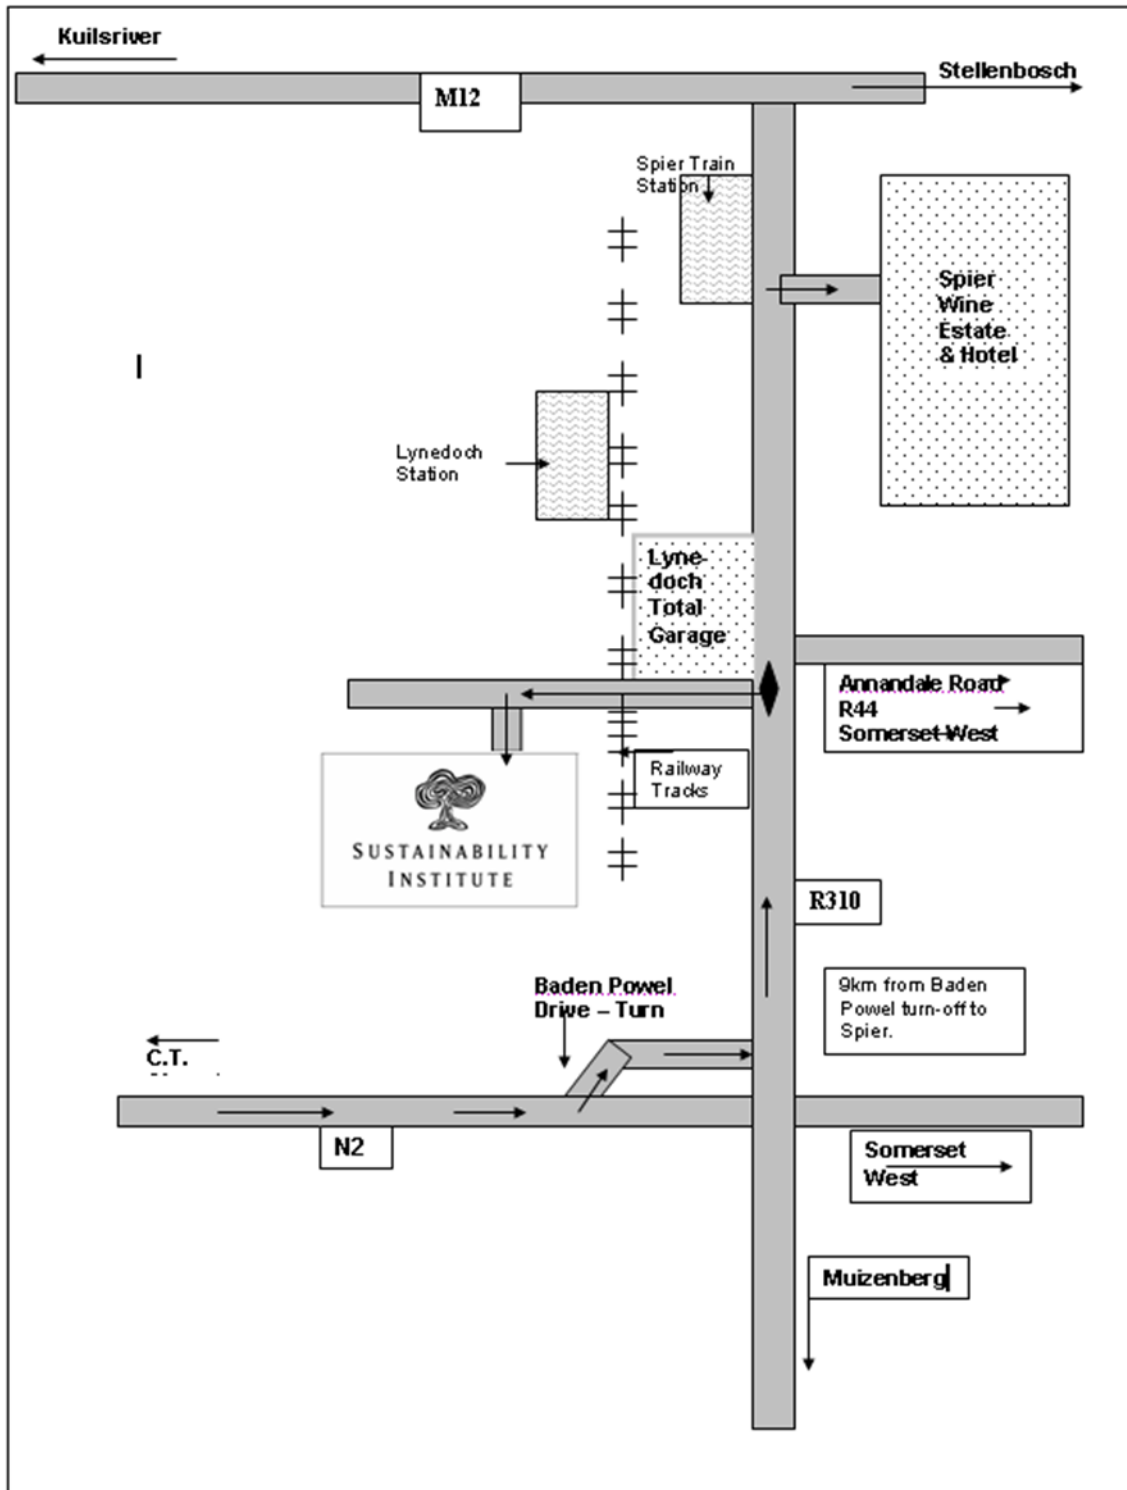 Kuilsriver
Stellenbosch
M12
Spier Train
Station
Spier
Wine
Estate
& Hotel
Lynedoch
Station
Lyne-
doch
Total
Garage
Annandale Road
R44
Somerset West
Railway
Tracks
SUSTAINABILITY
INSTITUTE
R310
Baden Powel
Drive – Turn
9km from Baden
Powel turn-off to
Spier.
C.T.
N2
Somerset
West
Muizenberg